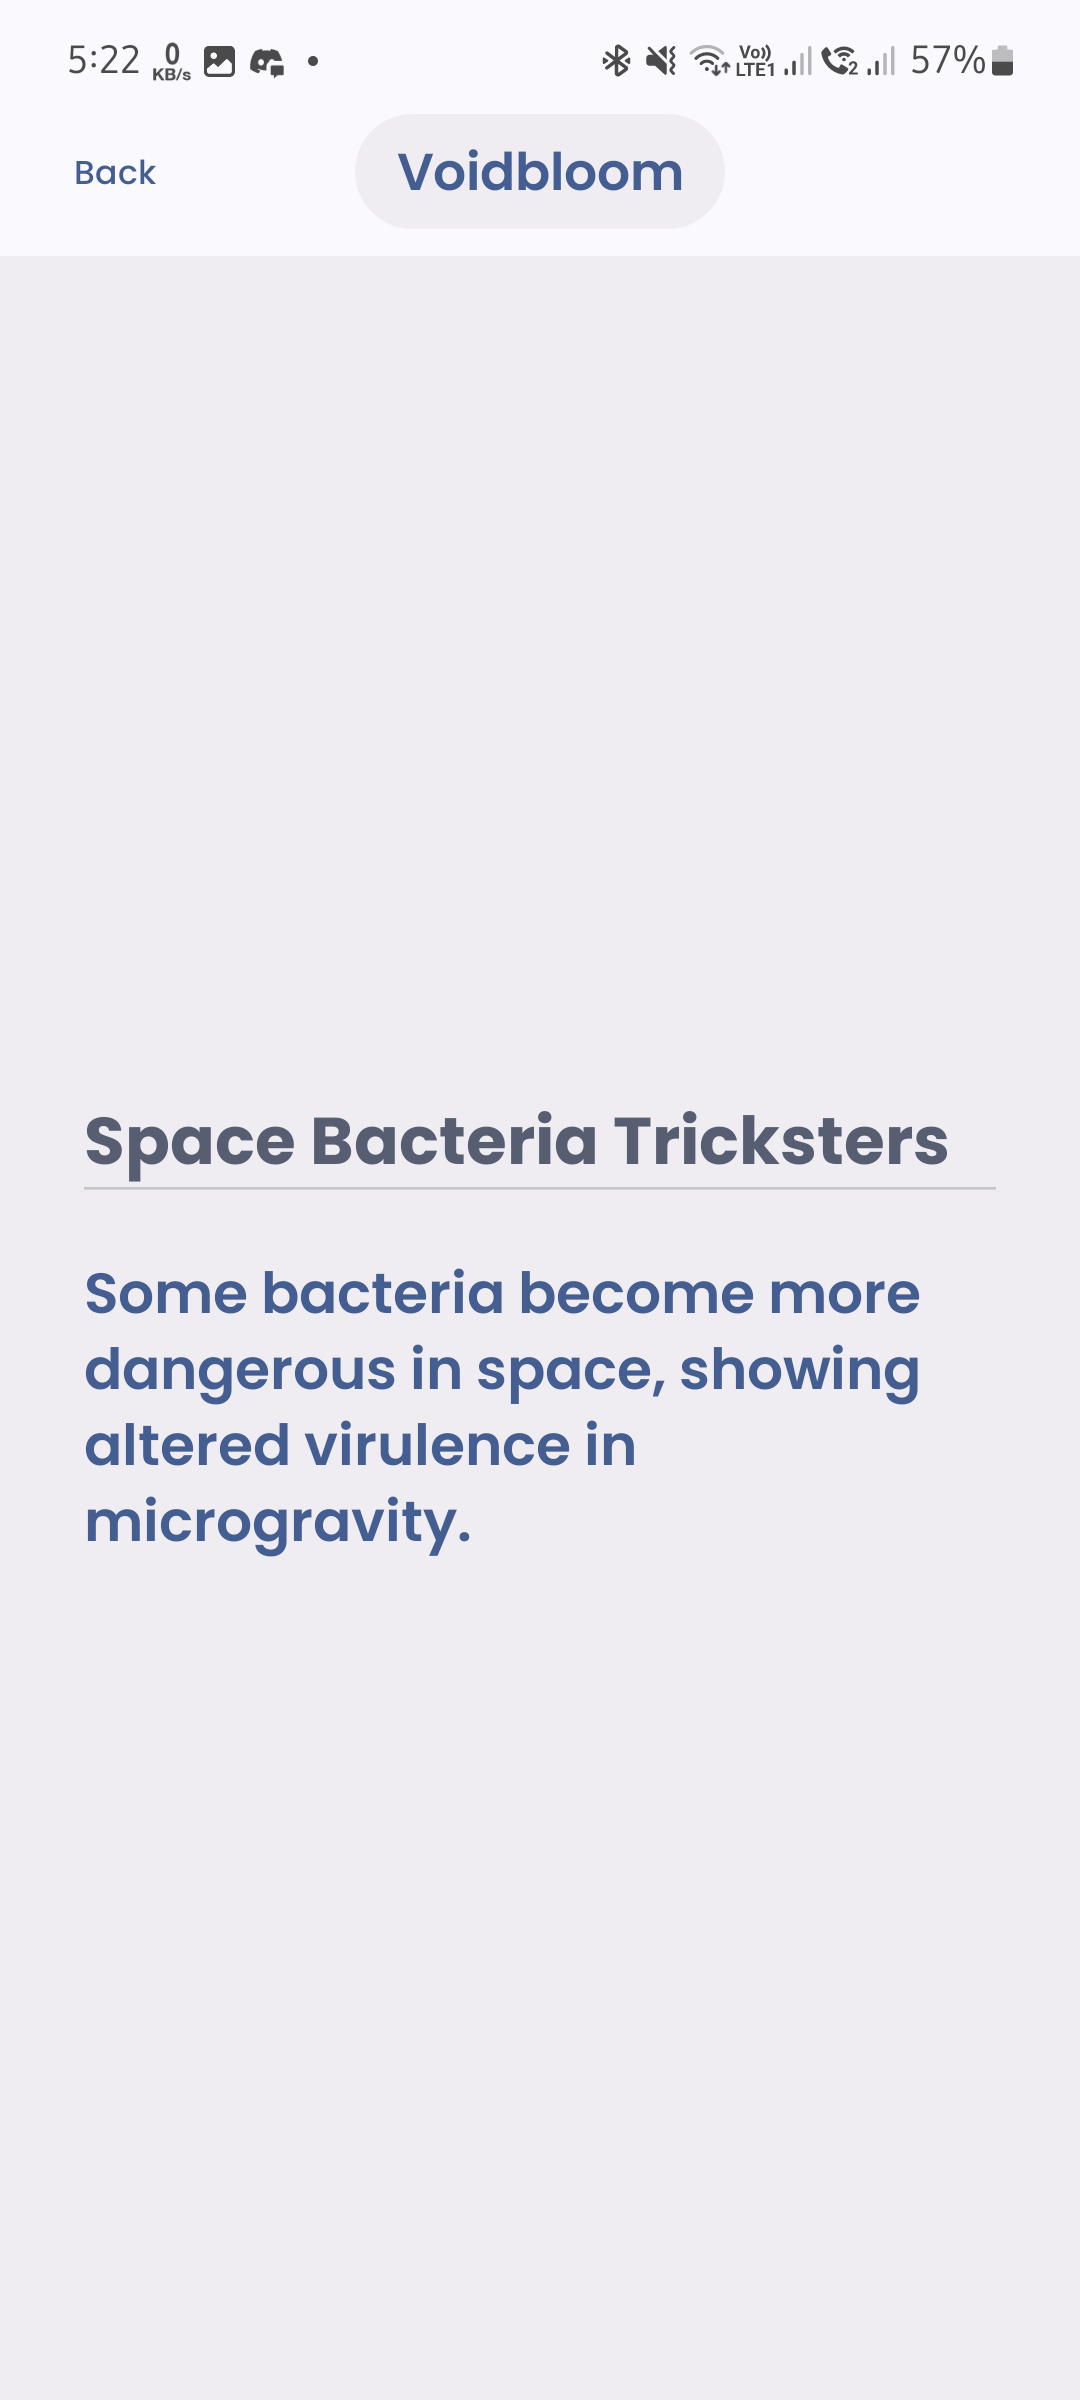 5:22 0 KB/s Vo)) LTE1 2 57%
Back Voidbloom
Space Bacteria Tricksters
Some bacteria become more
dangerous in space, showing
altered virulence in
microgravity.